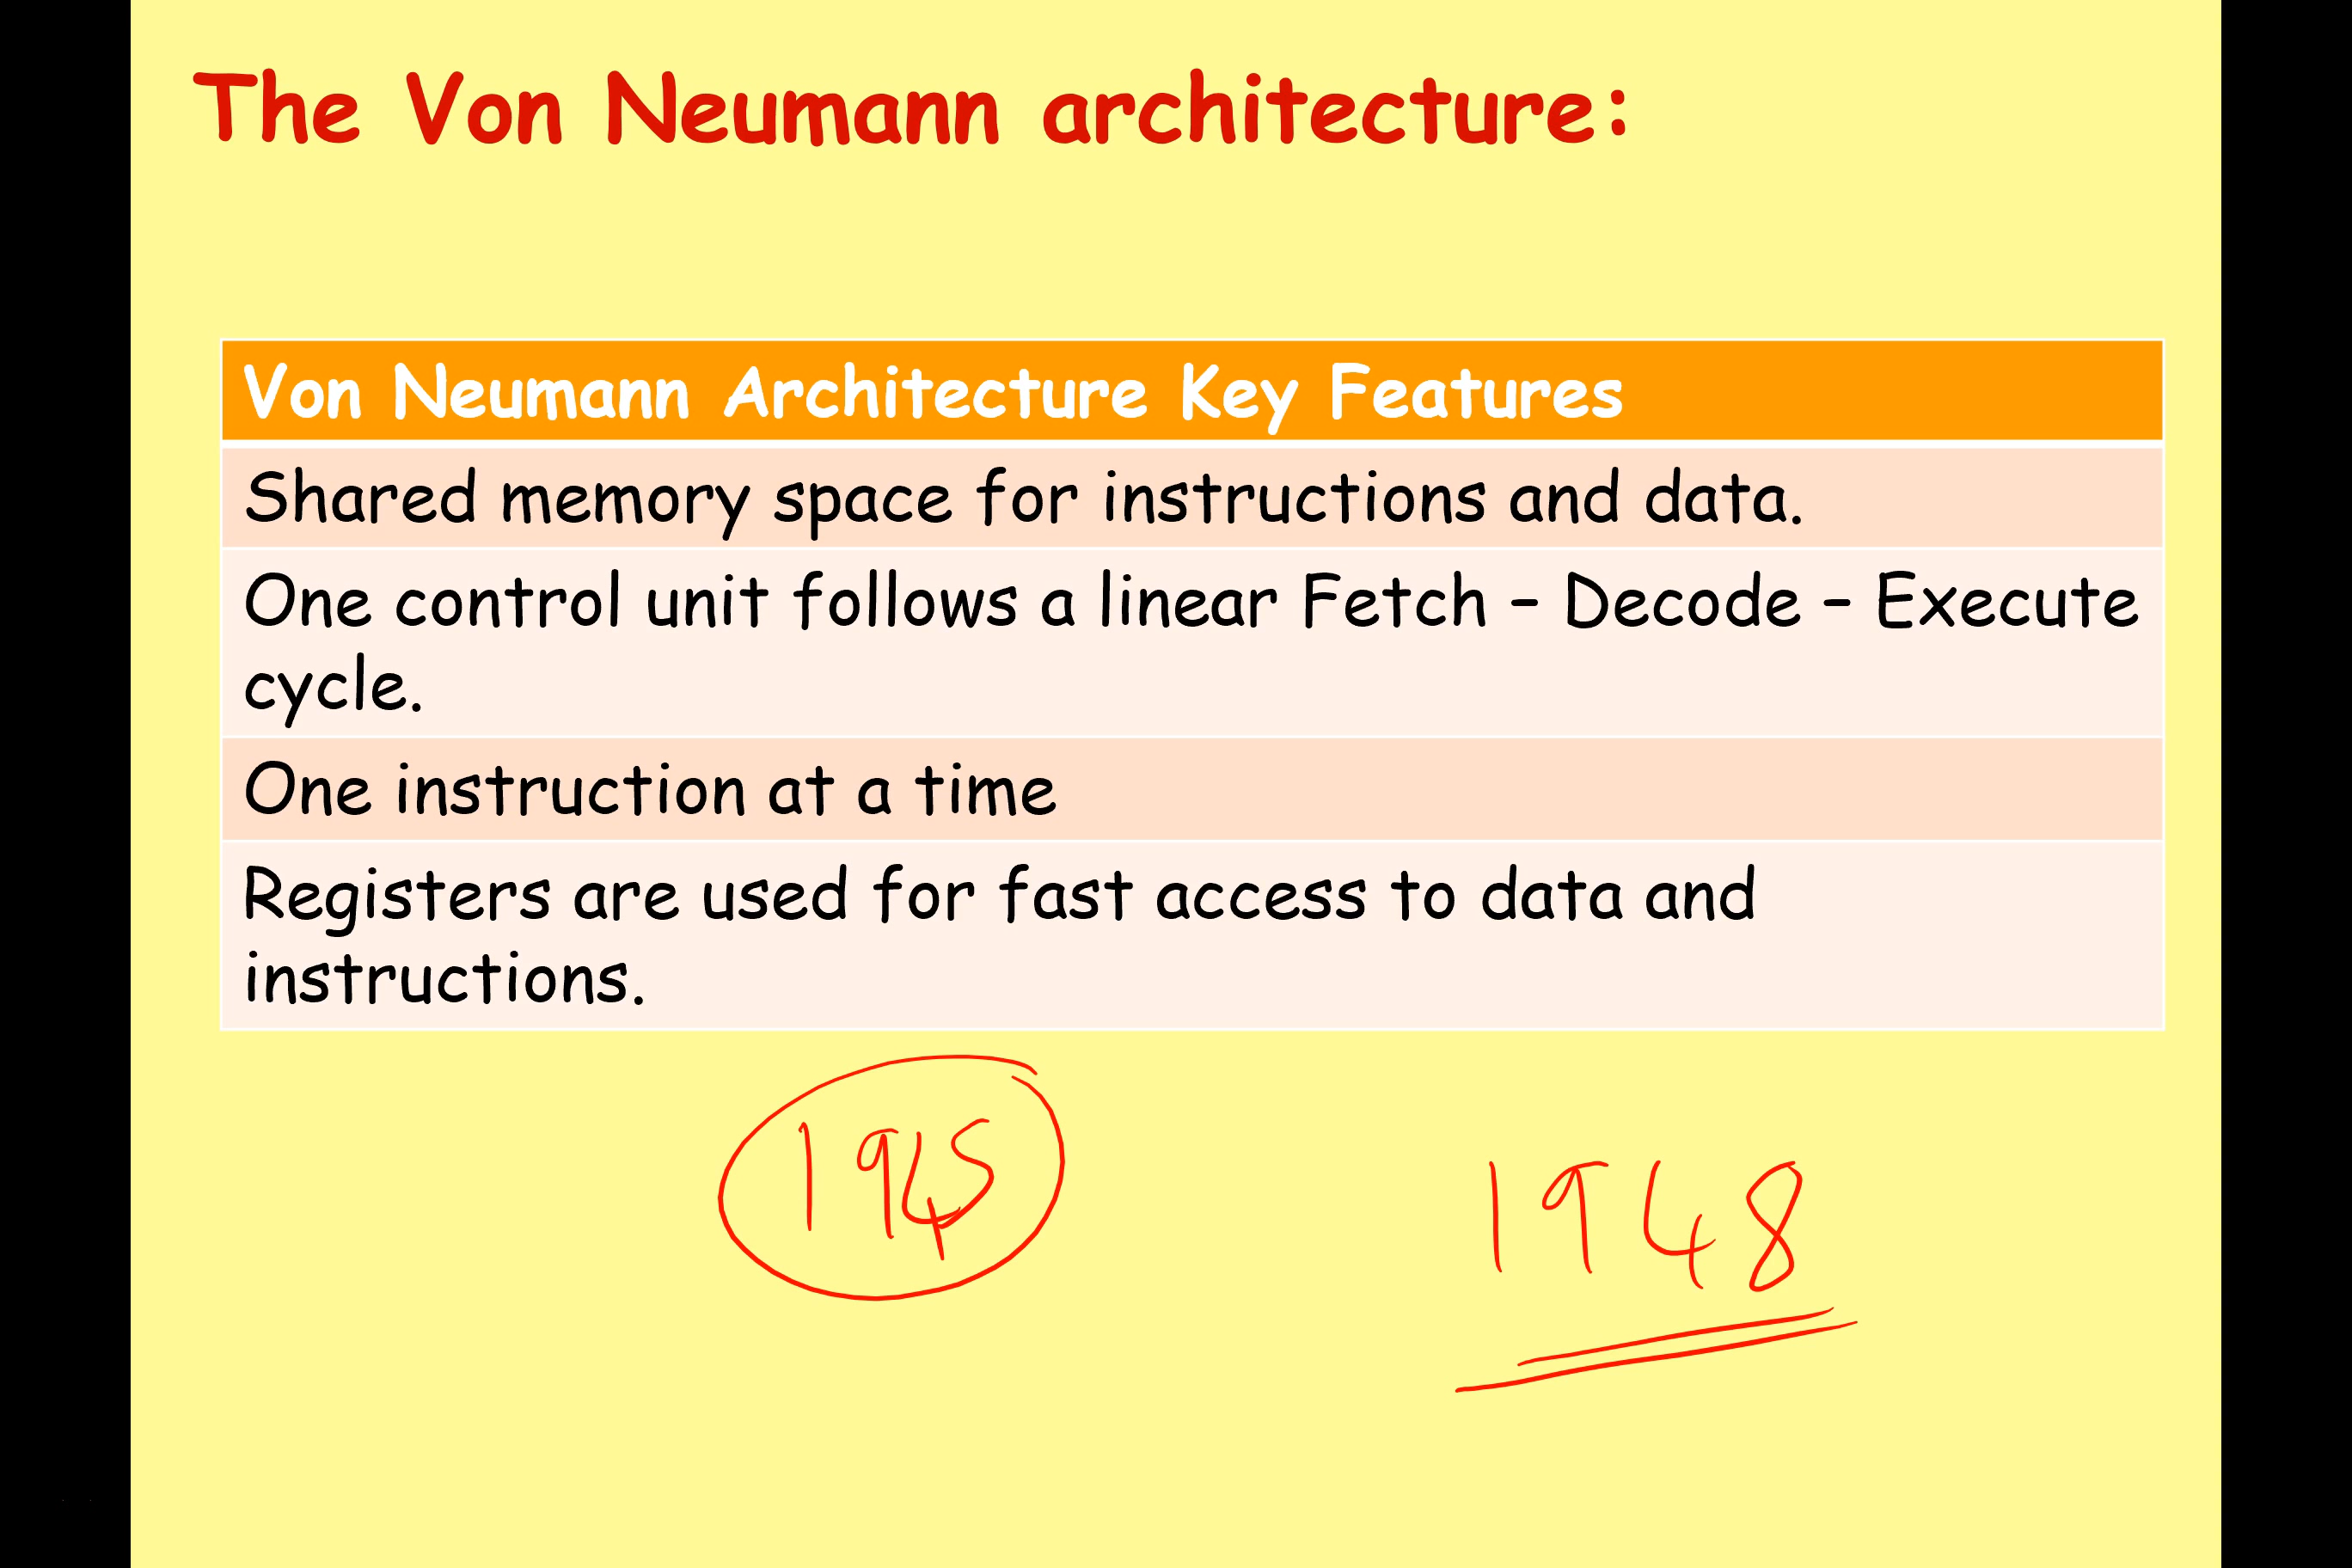 The Von Neumann architecture:
Von Neumann Architecture Key Features
Shared memory space for instructions and data.
One control unit follows a linear Fetch – Decode – Execute
cycle.
One instruction at a time
Registers are used for fast access to data and
instructions.
1945
1948